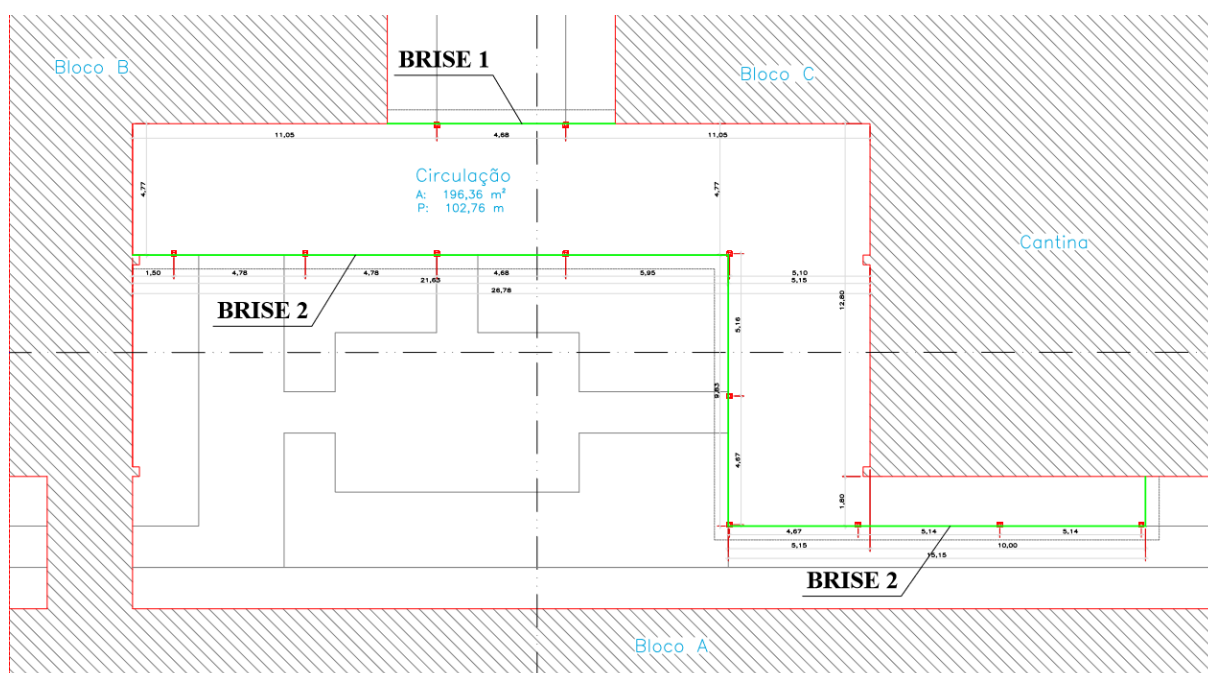 BRISE 1
Bloco B
Bloco C
11,05
4,68
11,05
4,77
4,77
Circulação
A: 196,36 m²
P: 102,76 m
Cantina
1,50
4,78
4,78
4,68
5,95
5,10
21,63
5,15
26,78
BRISE 2
12,80
5,16
9,83
4,67
1,80
4,67
5,14
5,14
5,15
10,00
15,15
BRISE 2
Bloco A